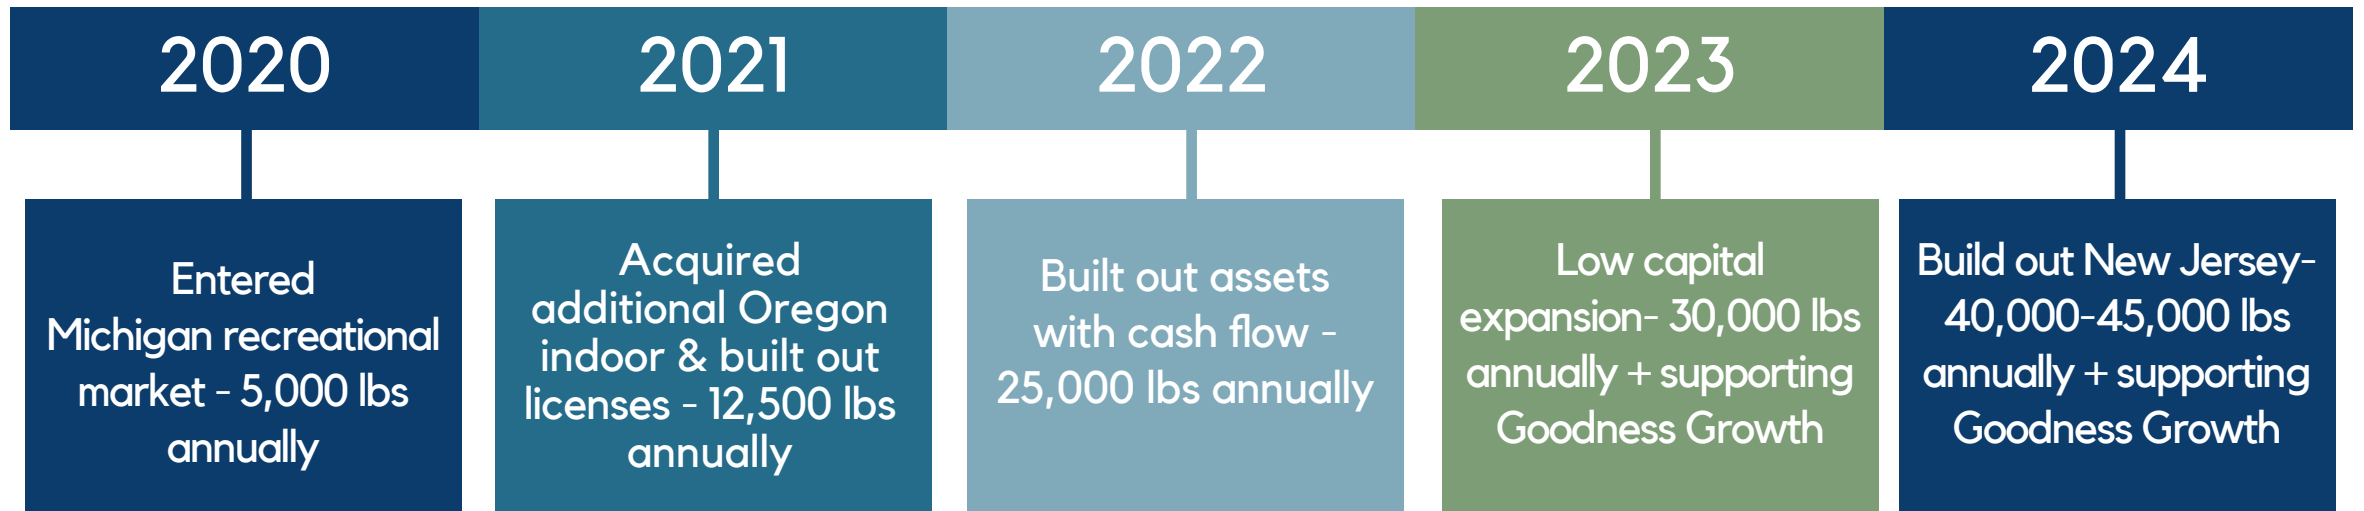 2020
2021
2022
2023
2024
Entered
Michigan recreational
market - 5,000 lbs
annually
Acquired
additional Oregon
indoor & built out
licenses - 12,500 lbs
annually
Built out assets
with cash flow -
25,000 lbs annually
Low capital
expansion- 30,000 lbs
annually + supporting
Goodness Growth
Build out New Jersey-
40,000-45,000 lbs
annually + supporting
Goodness Growth